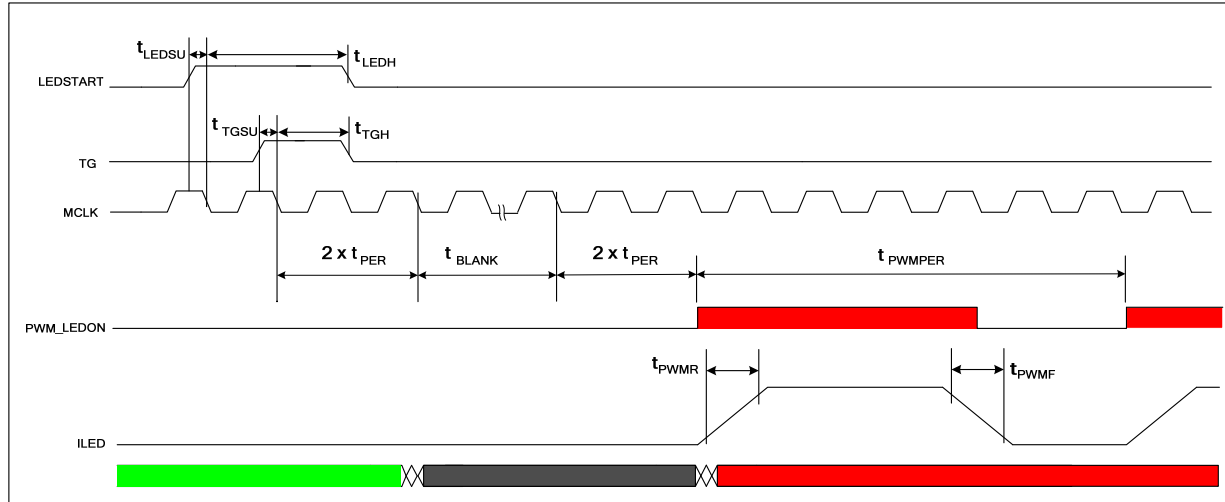 tLEDSU
tLEDH
LEDSTART
tTGSU
tTGH
TG
MCLK
2 x tPER
tBLANK
2 x tPER
tPWMPER
PWM_LEDON
tPWMR
tPWMF
ILED